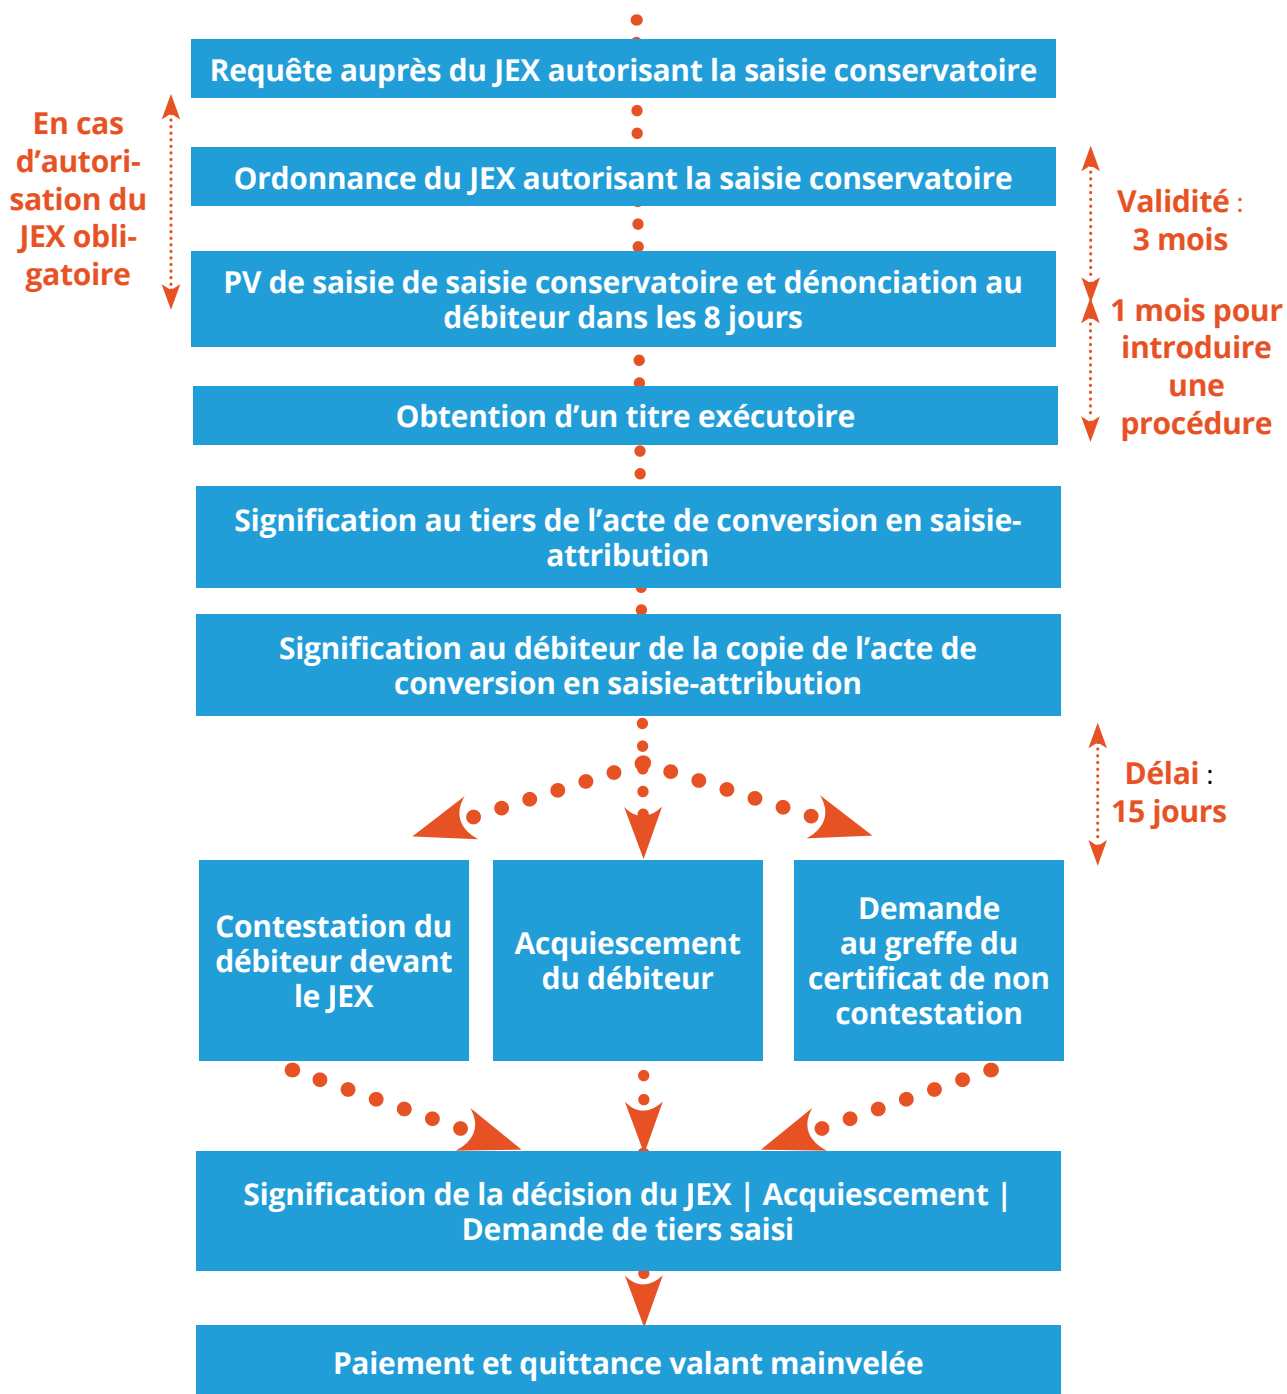 Requête auprès du JEX autorisant la saisie conservatoire
En cas
d’autori-
sation du
JEX obli-
gatoire
Ordonnance du JEX autorisant la saisie conservatoire
Validité :
3 mois
PV de saisie de saisie conservatoire et dénonciation au
débiteur dans les 8 jours
1 mois pour
introduire
une
procédure
Obtention d’un titre exécutoire
Signification au tiers de l’acte de conversion en saisie-
attribution
Signification au débiteur de la copie de l’acte de
conversion en saisie-attribution
Délai :
15 jours
Contestation du
débiteur devant
le JEX
Acquiescement
du débiteur
Demande
au greffe du
certificat de non
contestation
Signification de la décision du JEX | Acquiescement |
Demande de tiers saisi
Paiement et quittance valant mainvelée